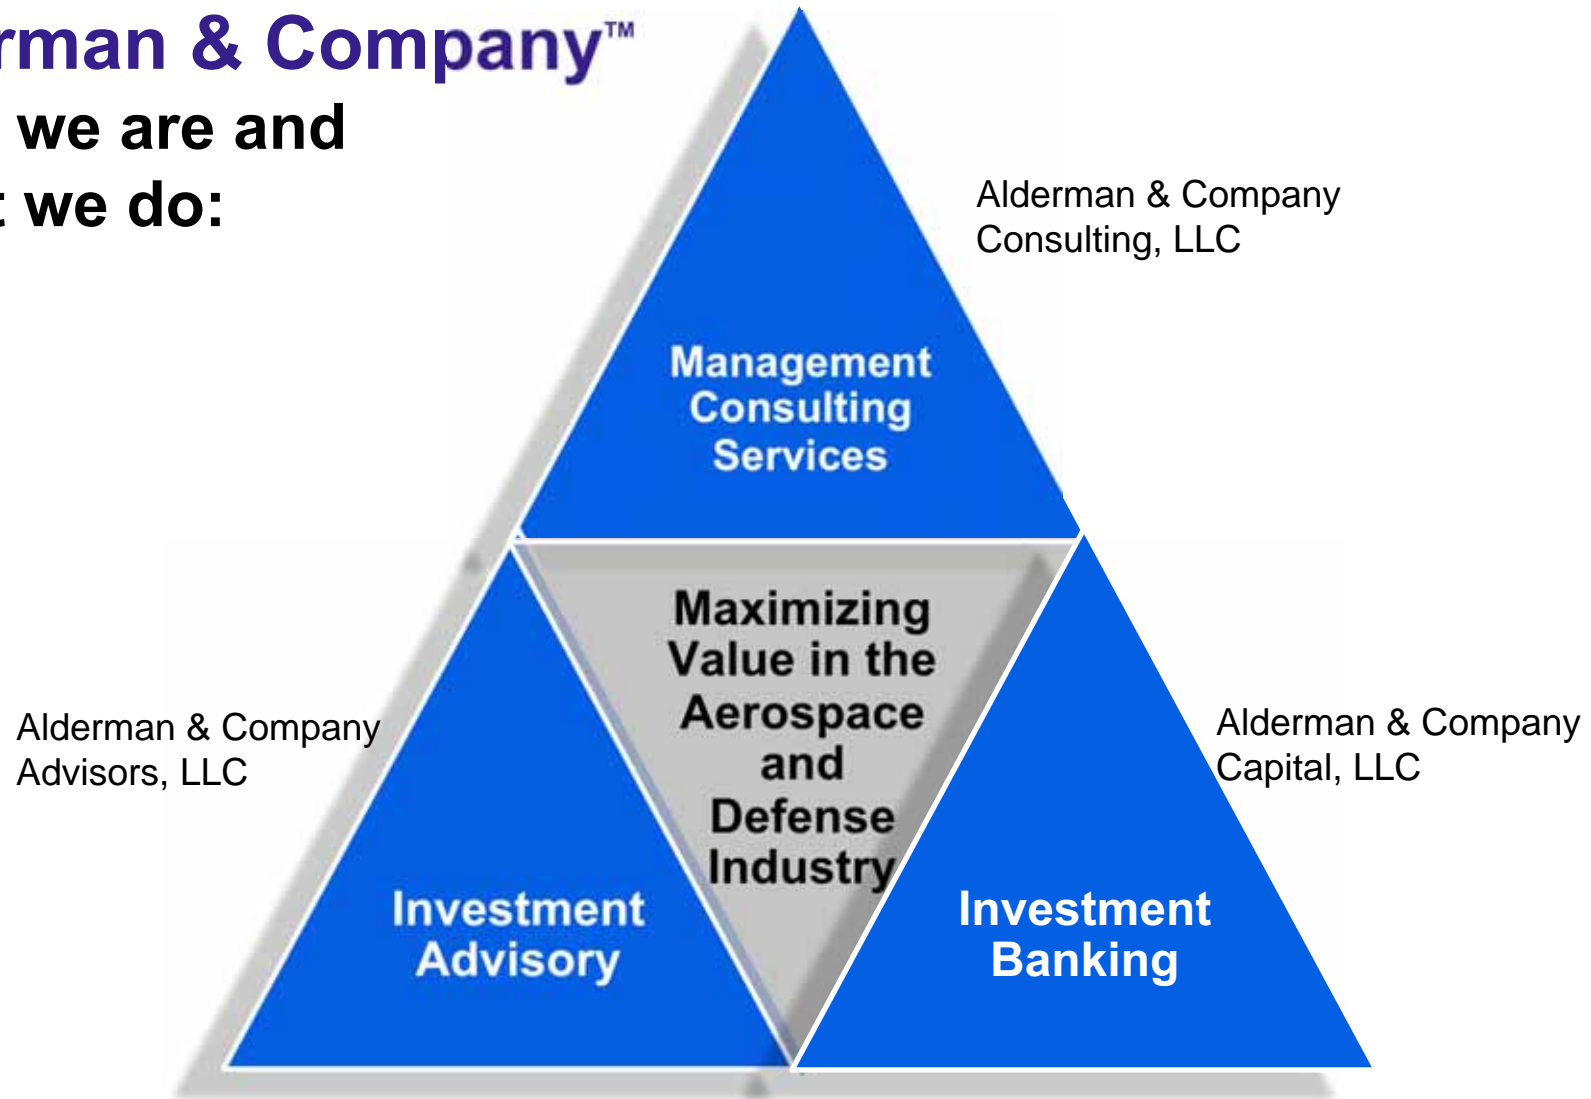 rman & Company™
we are and
t we do:
Alderman & Company
Consulting, LLC
Management
Consulting
Services
Maximizing
Value in the
Aerospace
and
Defense
Industry
Alderman & Company
Advisors, LLC
Alderman & Company
Capital, LLC
Investment
Advisory
Investment
Banking